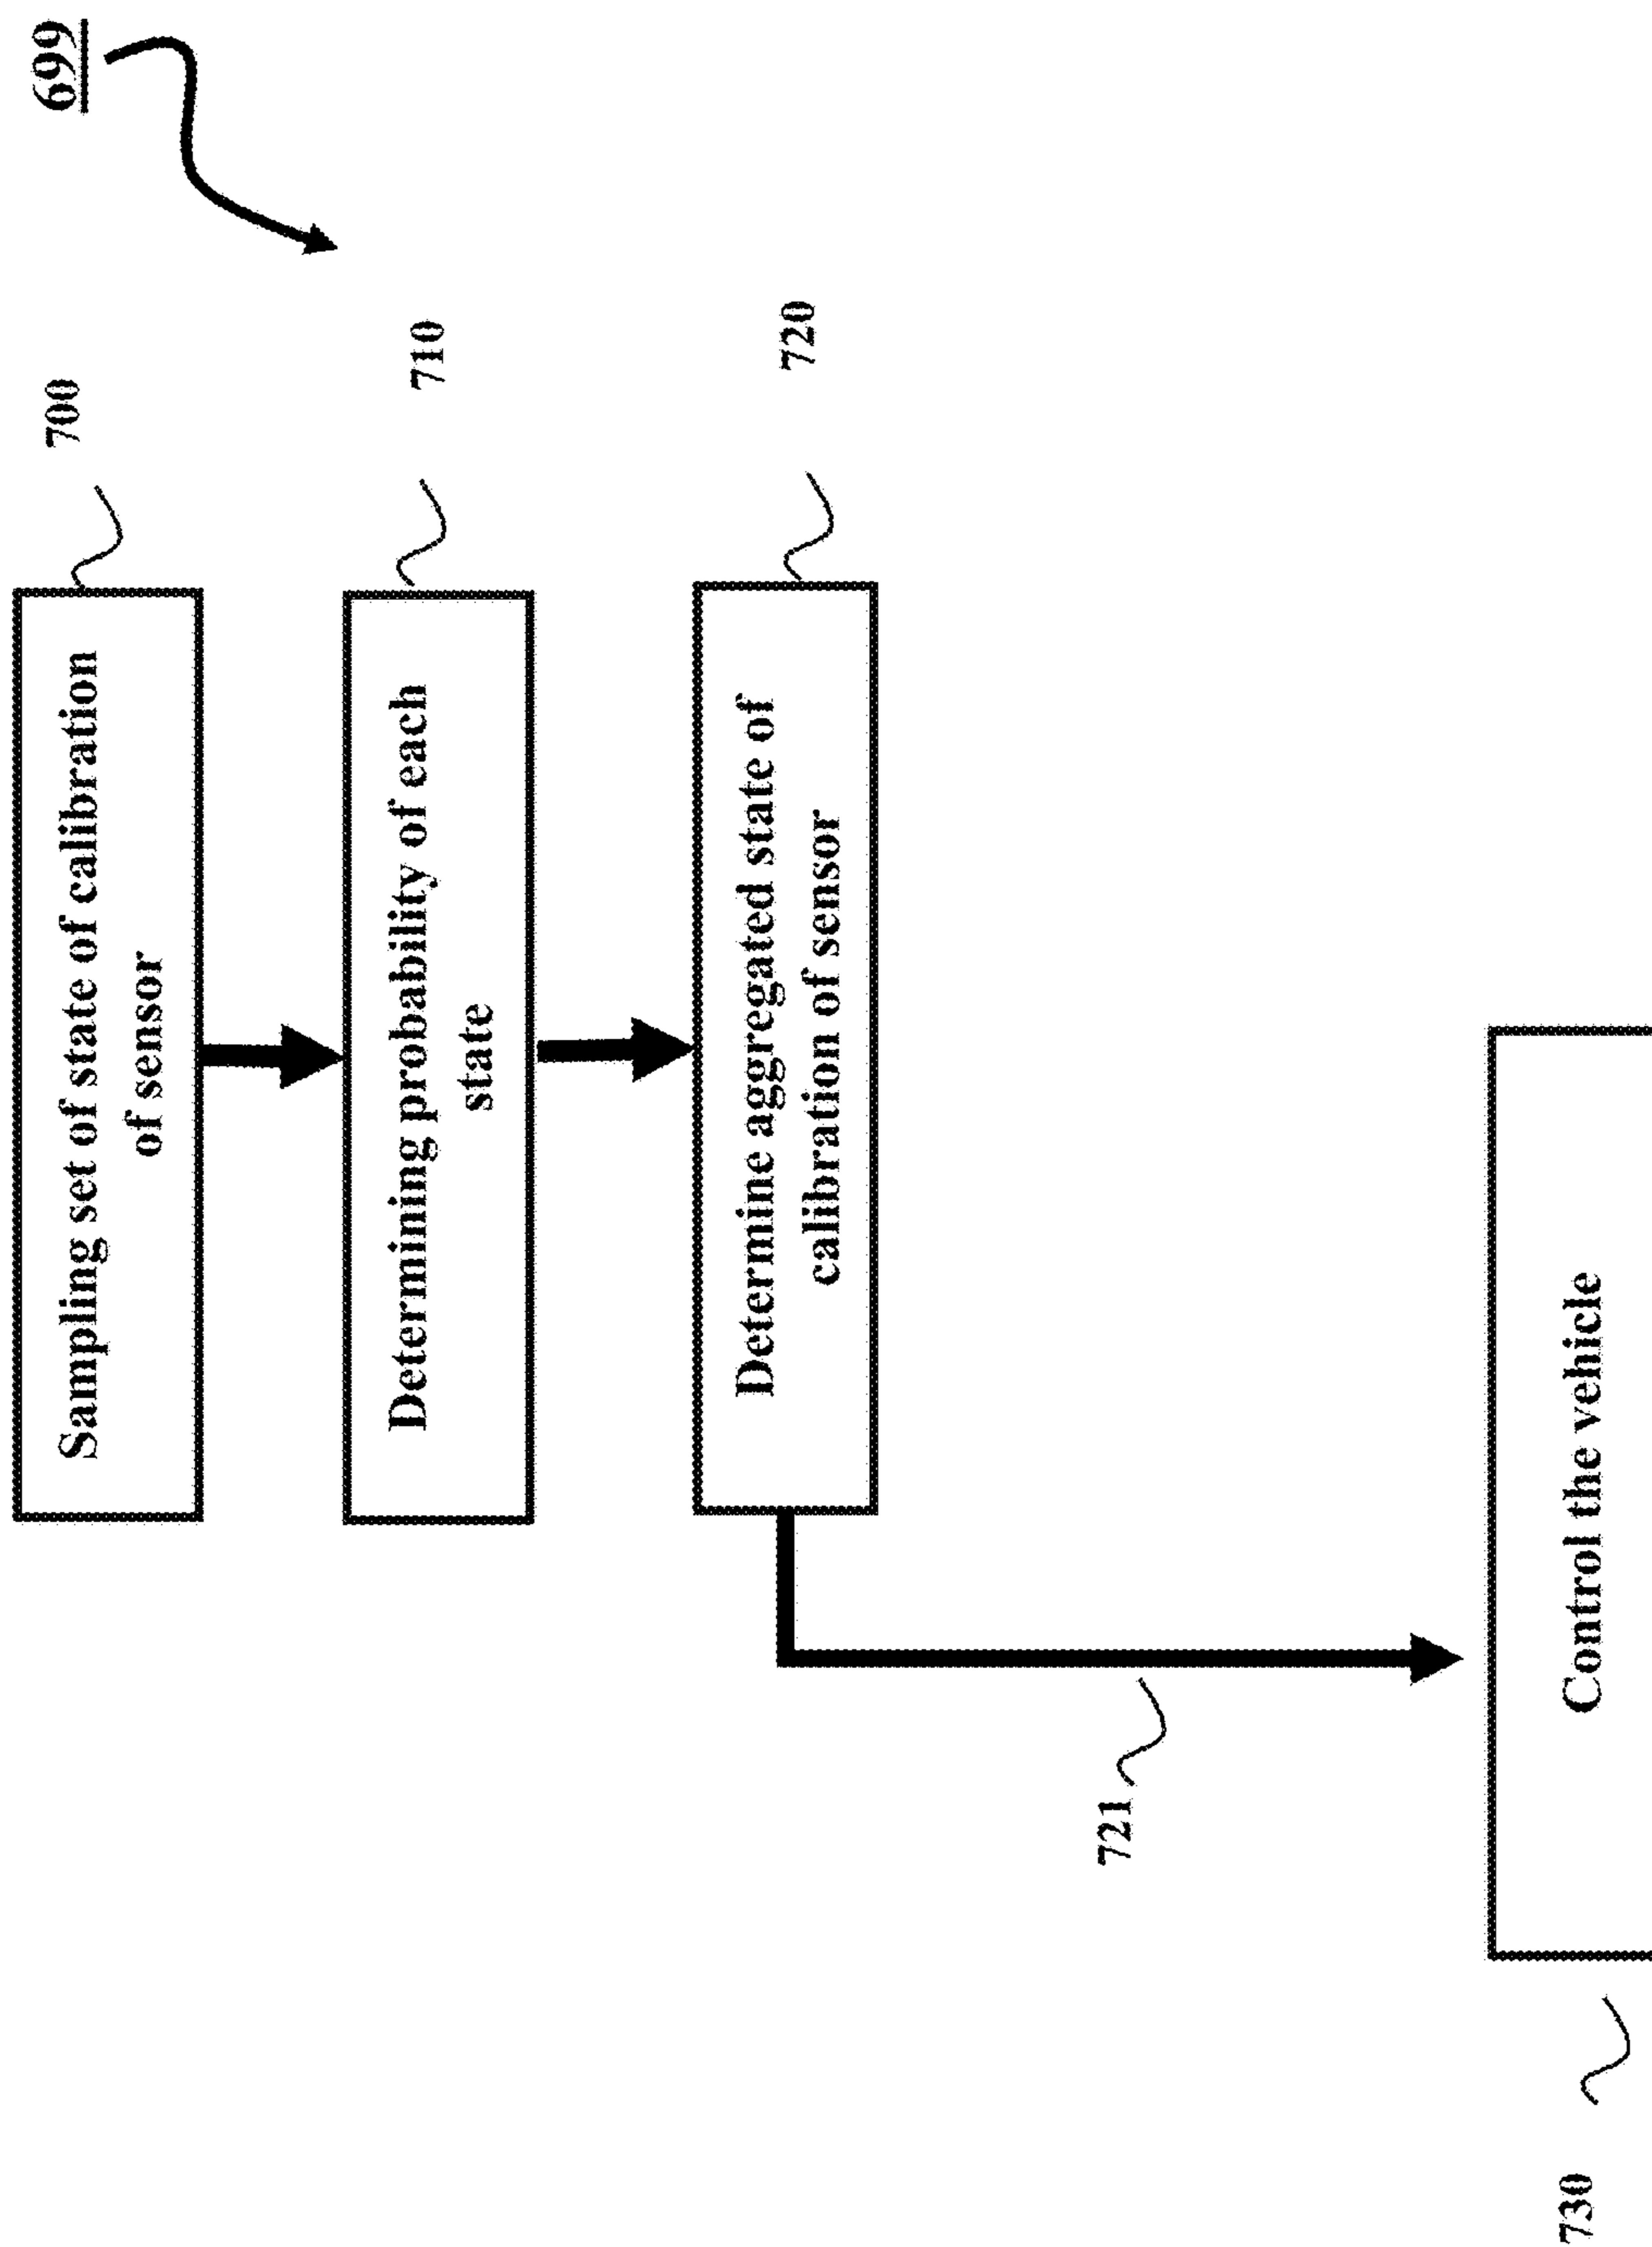 699
700
Sampling set of state of calibration
of sensor
710
Determining probability of each
state
720
Determine aggregated state of
calibration of sensor
721
Control the vehicle
730